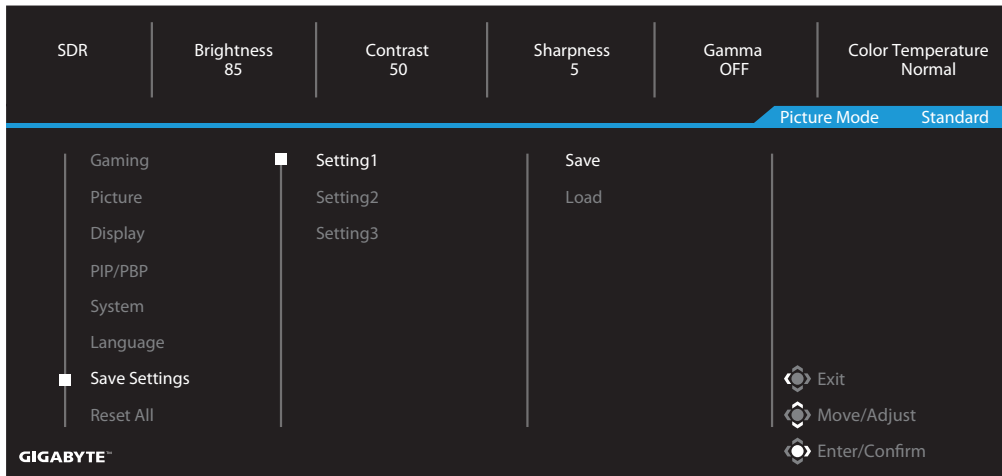 SDR
Brightness
85
Contrast
50
Sharpness
5
Gamma
OFF
Color Temperature
Normal
Picture Mode Standard
Gaming
Picture
Display
PIP/PBP
System
Language
Save Settings
Reset All
Setting1
Setting2
Setting3
Save
Load
Exit
Move/Adjust
Enter/Confirm
GIGABYTE™